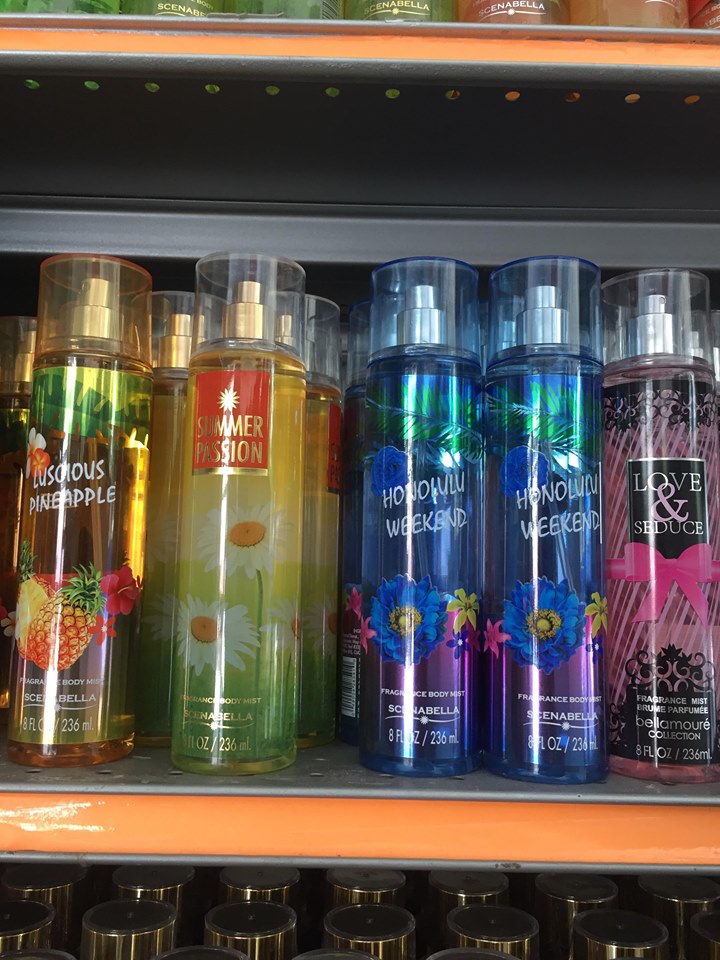 SCENABELLA
SCENABELLA
SCENABELLA
LUSCIOUS
PINEAPPLE
FRAGRANCE BODY MIST
SCENABELLA
8 FL OZ / 236 ml.
SUMMER
PASSION
FRAGRANCE BODY MIST
SCENABELLA
8 FL OZ / 236 ml.
HONOLULU
WEEKEND
FRAGRANCE BODY MIST
SCENABELLA
8 FL OZ / 236 ml.
HONOLULU
WEEKEND
FRAGRANCE BODY MIST
SCENABELLA
8 FL OZ / 236 ml.
LOVE
&
SEDUCE
FRAGRANCE MIST
BRUME PARFUMÉE
bellamouré
COLLECTION
8 FL OZ / 236ml.